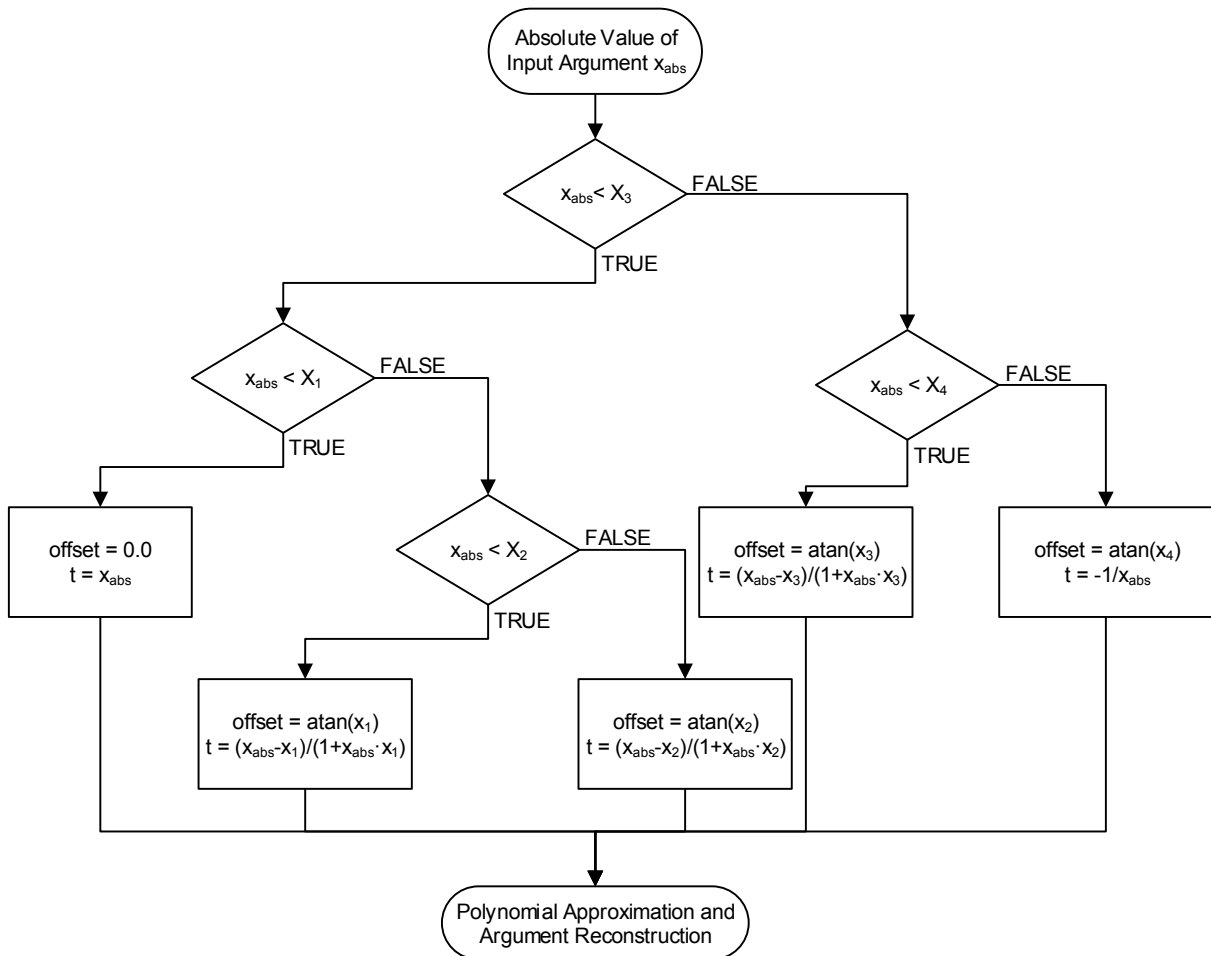 Absolute Value of
Input Argument xabs
xabs< X3
FALSE
TRUE
xabs < X1
FALSE
TRUE
xabs < X4
FALSE
TRUE
offset = 0.0
t = xabs
xabs < X2
FALSE
TRUE
offset = atan(x3)
t = (xabs-x3)/(1+xabs·x3)
offset = atan(x4)
t = -1/xabs
offset = atan(x1)
t = (xabs-x1)/(1+xabs·x1)
offset = atan(x2)
t = (xabs-x2)/(1+xabs·x2)
Polynomial Approximation and
Argument Reconstruction